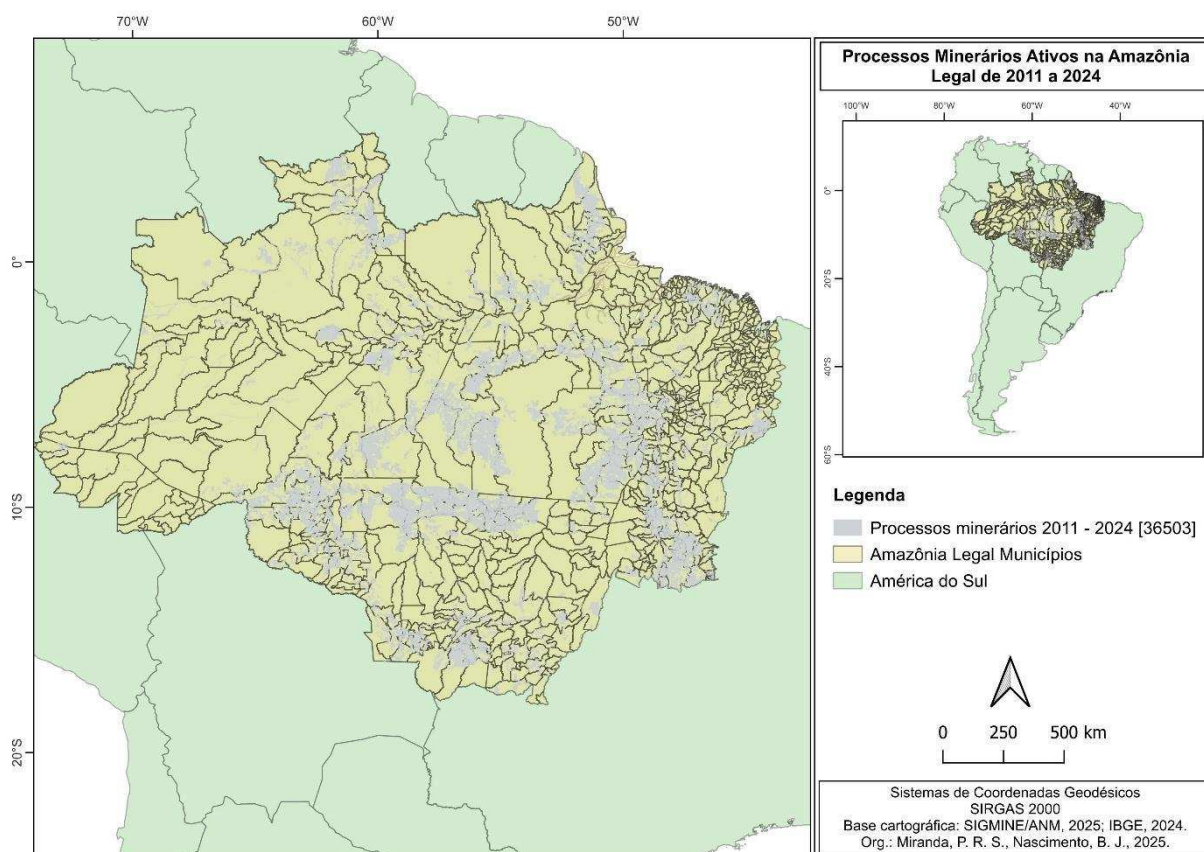 70°W
60°W
50°W
0°
10°S
20°S
Processos Minerários Ativos na Amazônia
Legal de 2011 a 2024
100°W
80°W
60°W
40°W
0°
20°S
40°S
60°S
Legenda
Processos minerários 2011 - 2024 [36503]
Amazônia Legal Municípios
América do Sul
0
250
500 km
Sistemas de Coordenadas Geodésicos
SIRGAS 2000
Base cartográfica: SIGMINE/ANM, 2025; IBGE, 2024.
Org.: Miranda, P. R. S., Nascimento, B. J., 2025.